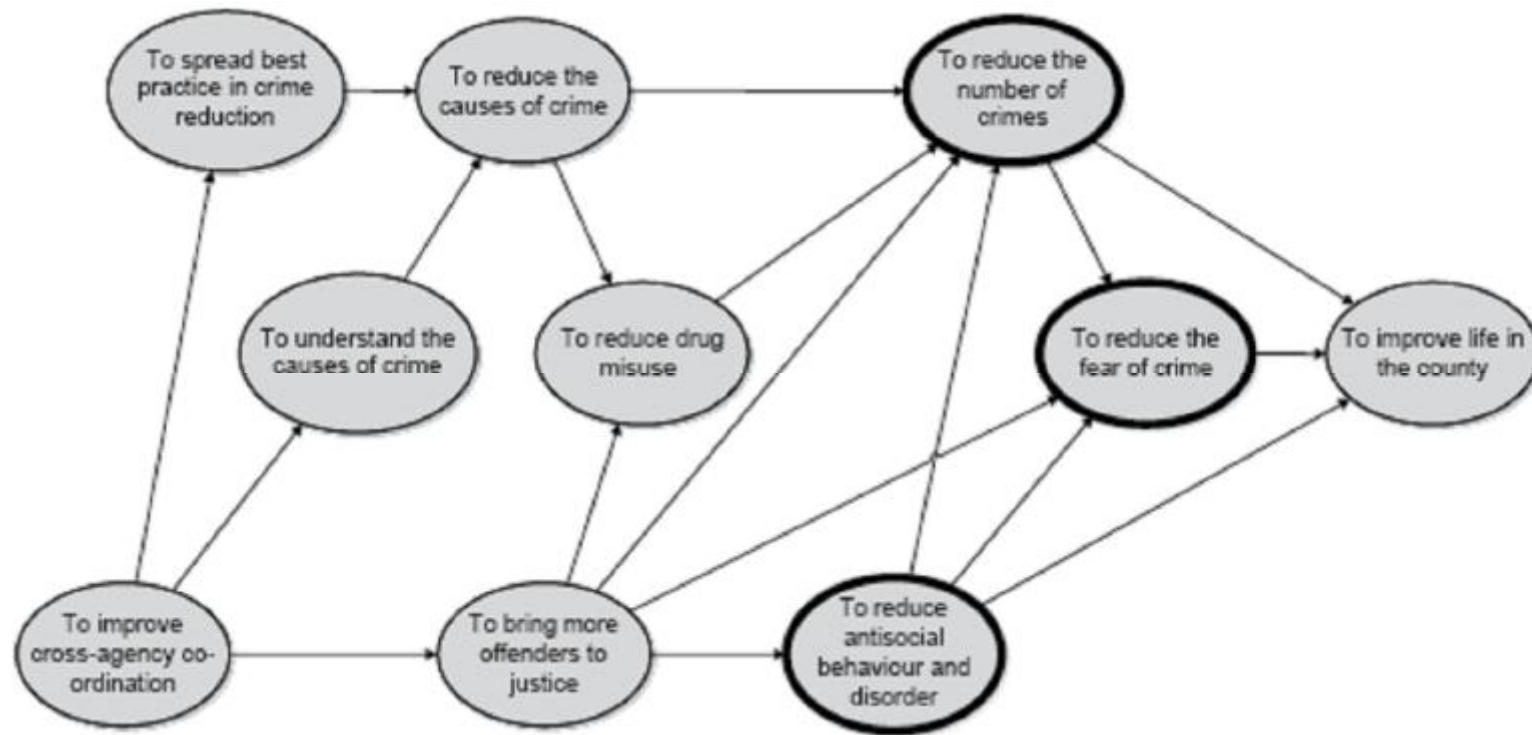 To spread best
practice in crime
reduction
To reduce the
causes of crime
To reduce the
number of
crimes
To understand the
causes of crime
To reduce drug
misuse
To reduce the
fear of crime
To improve life in
the county
To improve
cross-agency co-
ordination
To bring more
offenders to
justice
To reduce
antisocial
behaviour and
disorder